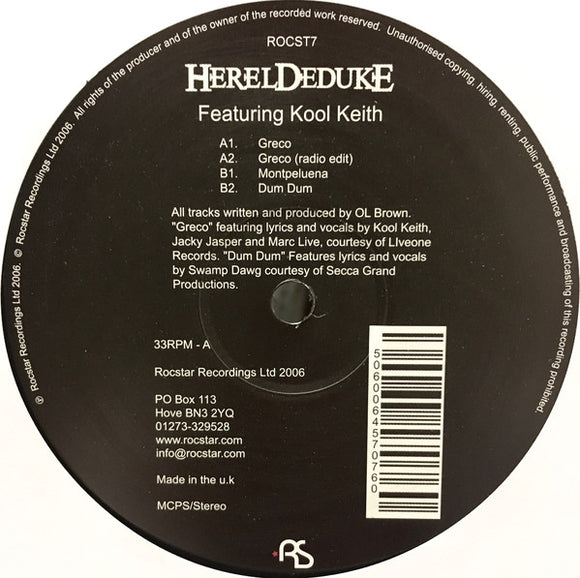 ℗ Rocstar Recordings Ltd 2006. © Rocstar Recordings Ltd 2006. All rights of the producer and of the owner of the recorded work reserved. Unauthorised copying, hiring, renting, public performance and broadcasting of this recording prohibited.
ROCST7
HERELDEDUKE
Featuring Kool Keith
A1. Greco
A2. Greco (radio edit)
B1. Montpeluena
B2. Dum Dum
All tracks written and produced by OL Brown.
"Greco" featuring lyrics and vocals by Kool Keith,
Jacky Jasper and Marc Live, courtesy of LIveone
Records. "Dum Dum" Features lyrics and vocals
by Swamp Dawg courtesy of Secca Grand
Productions.
33RPM - A
Rocstar Recordings Ltd 2006
PO Box 113
Hove BN3 2YQ
01273-329528
www.rocstar.com
info@rocstar.com
Made in the u.k
MCPS/Stereo
5060064570760
RS